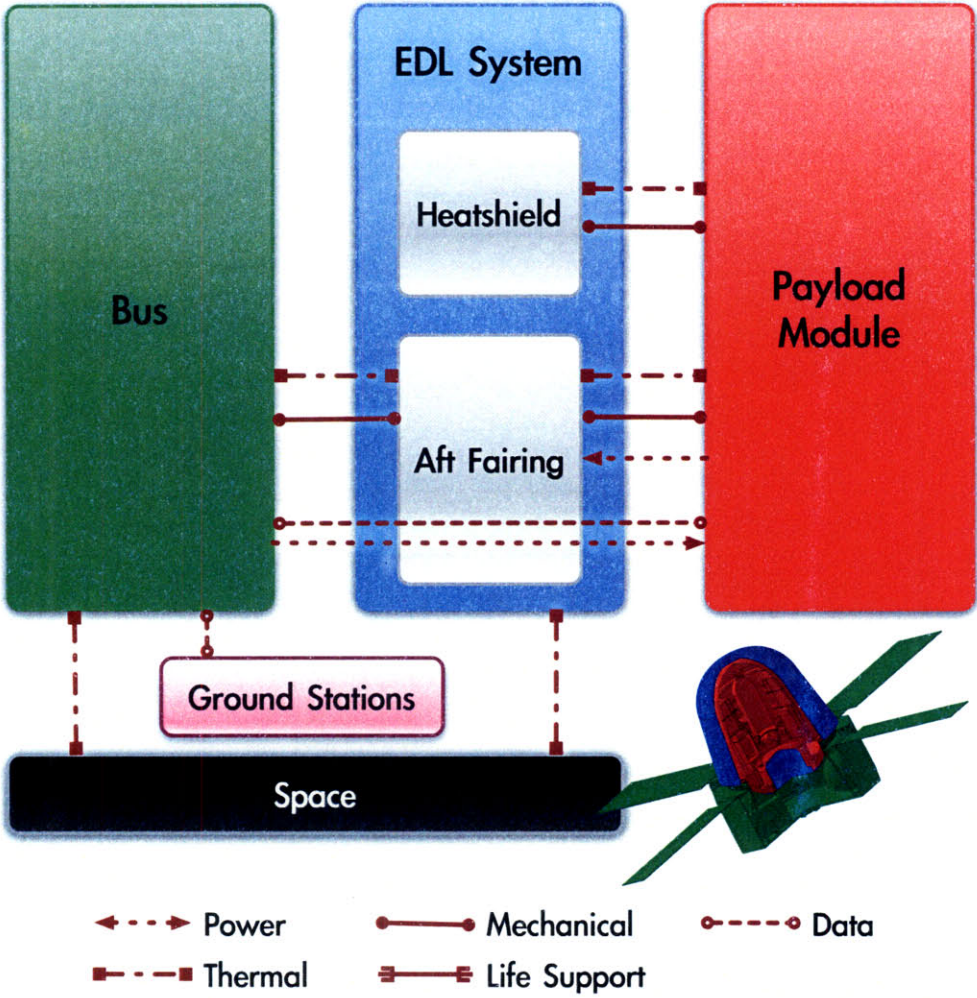 EDL System
Heatshield
Bus
Payload
Module
Aft Fairing
Ground Stations
Space
Power
Mechanical
Data
Thermal
Life Support